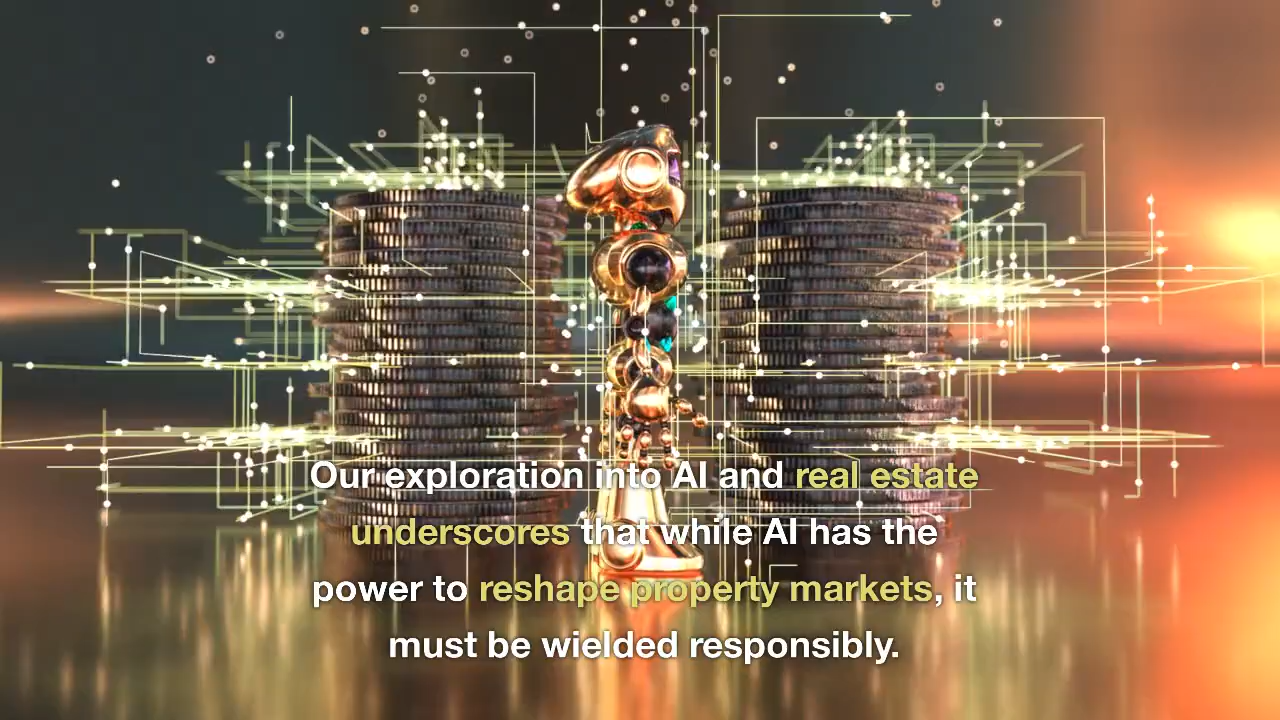 Our exploration into AI and real estate
underscores that while AI has the
power to reshape property markets, it
must be wielded responsibly.